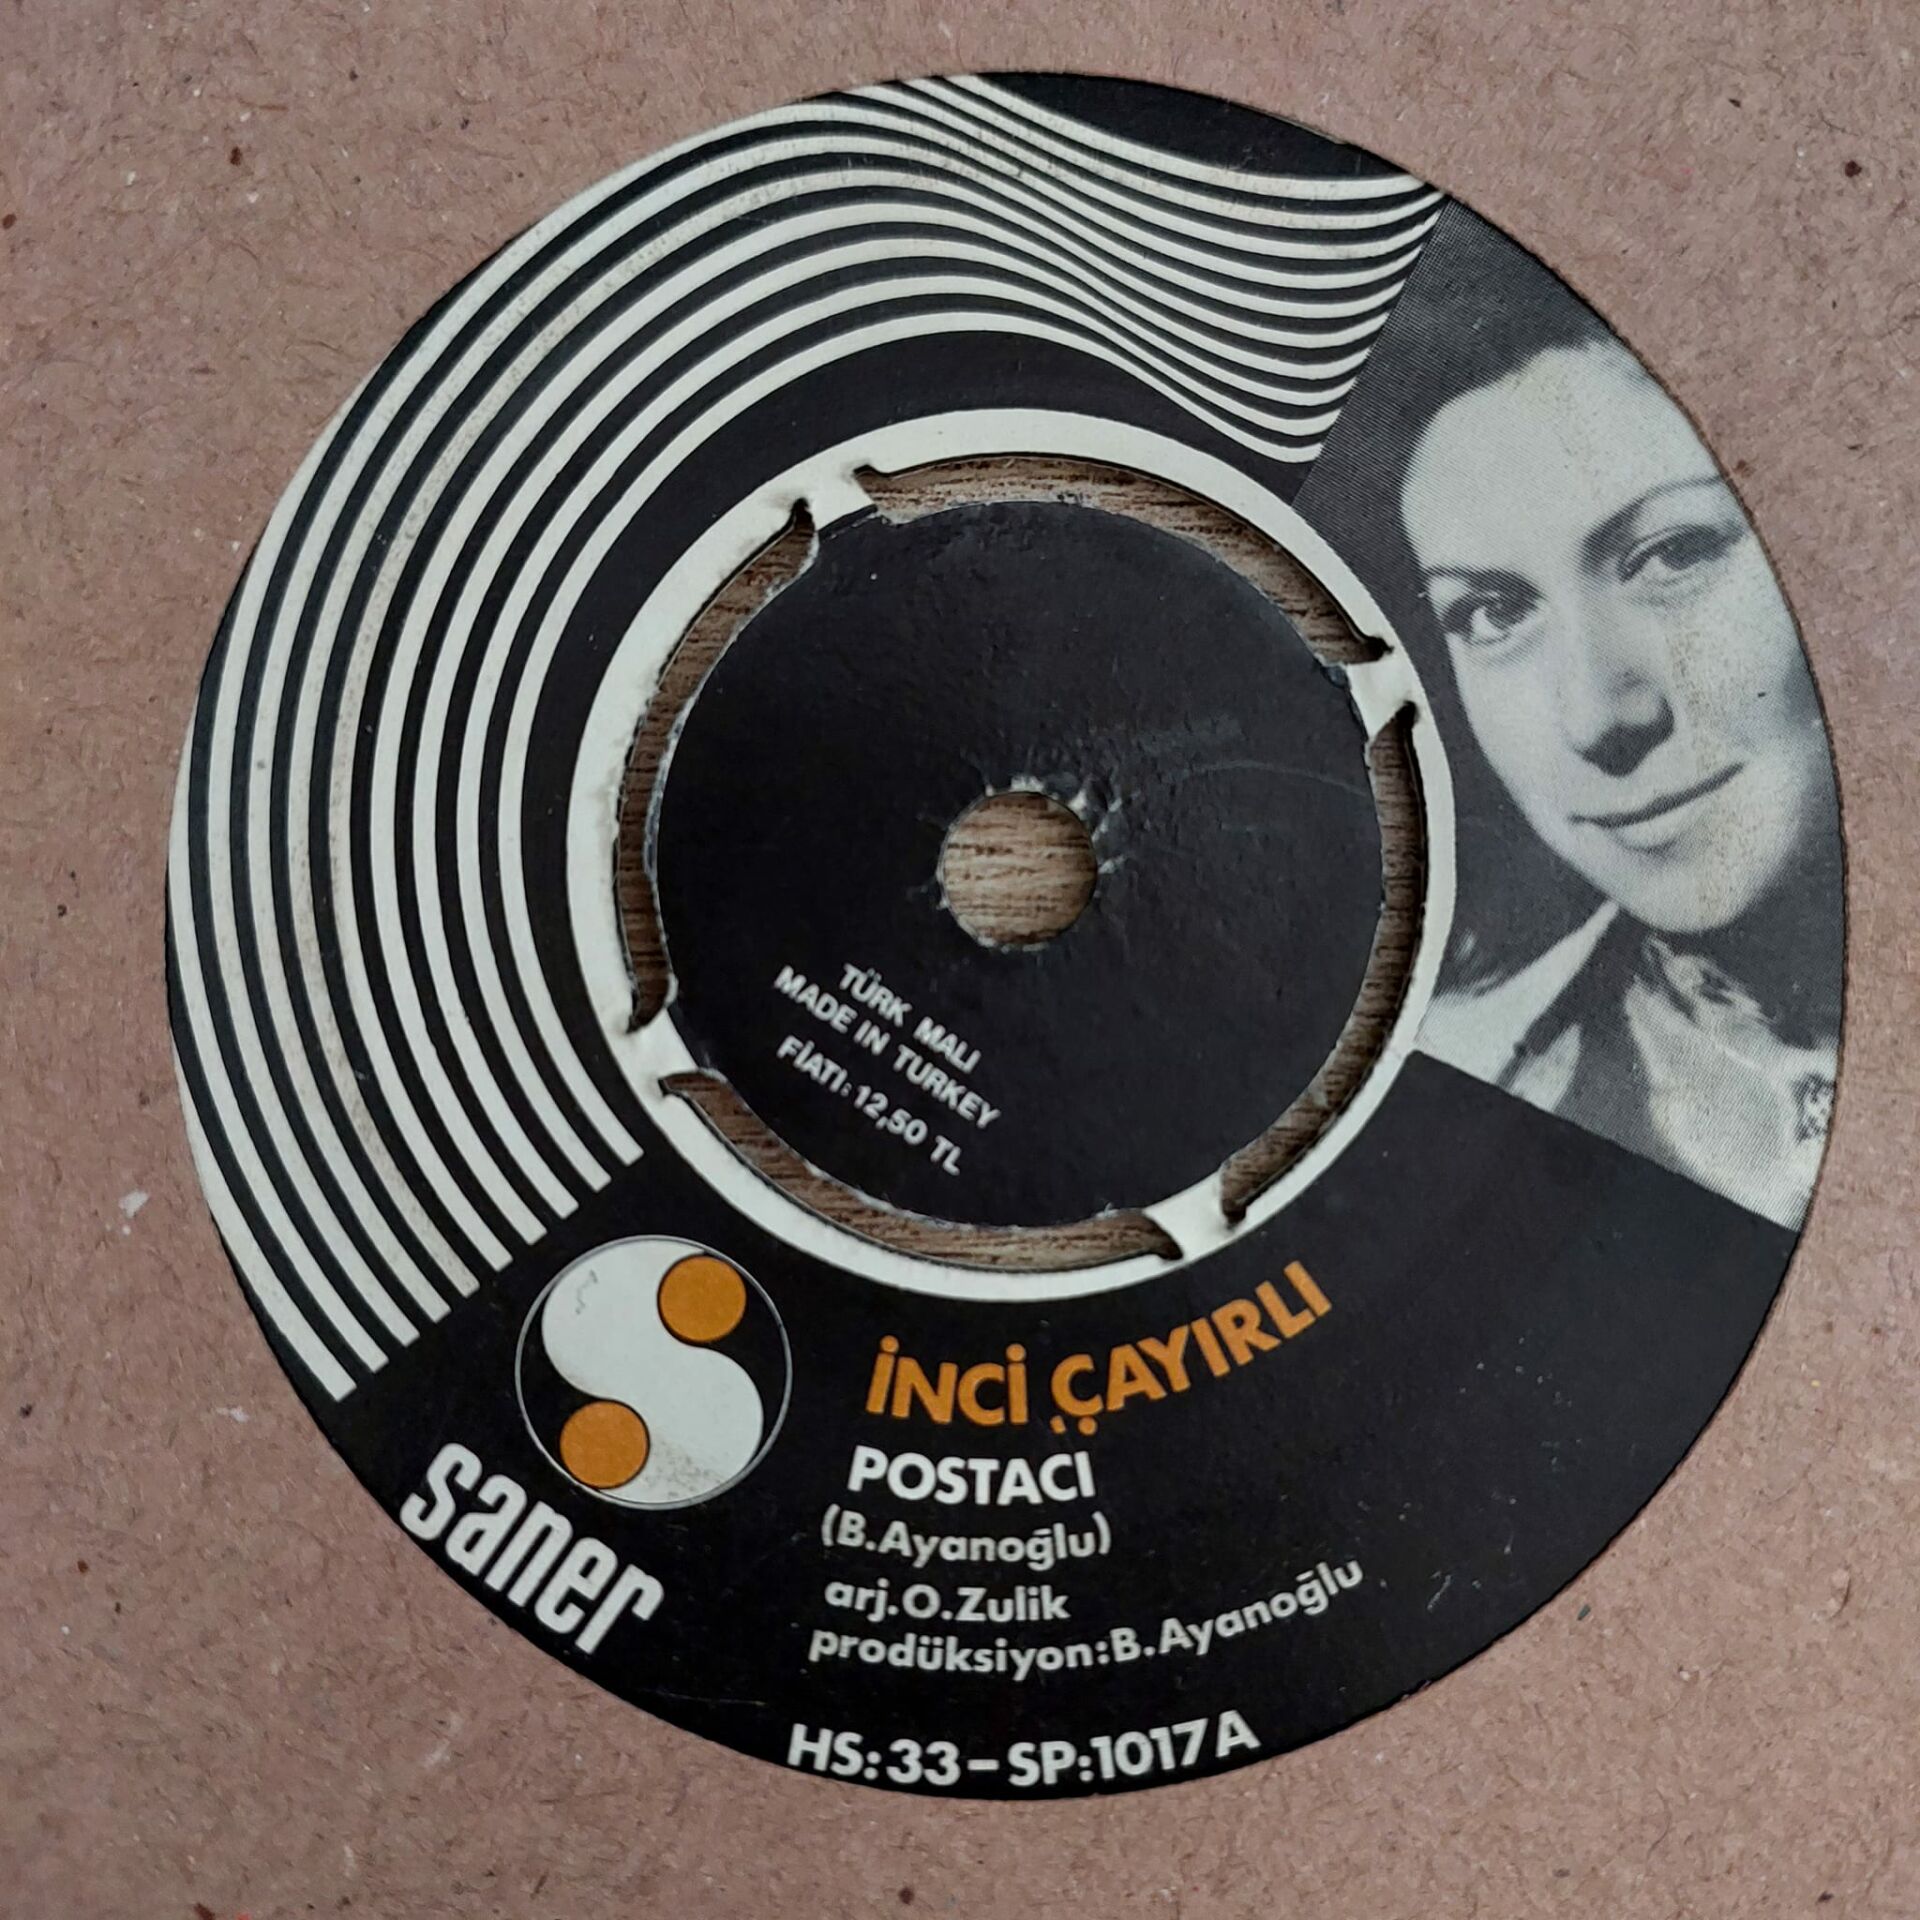 TÜRK MALI
MADE IN TURKEY
FİATI: 12,50 TL
saner
İNCİ ÇAYIRLI
POSTACI
(B.Ayanoğlu)
arj.O.Zulik
prodüksiyon:B.Ayanoğlu
HS:33-SP:1017A